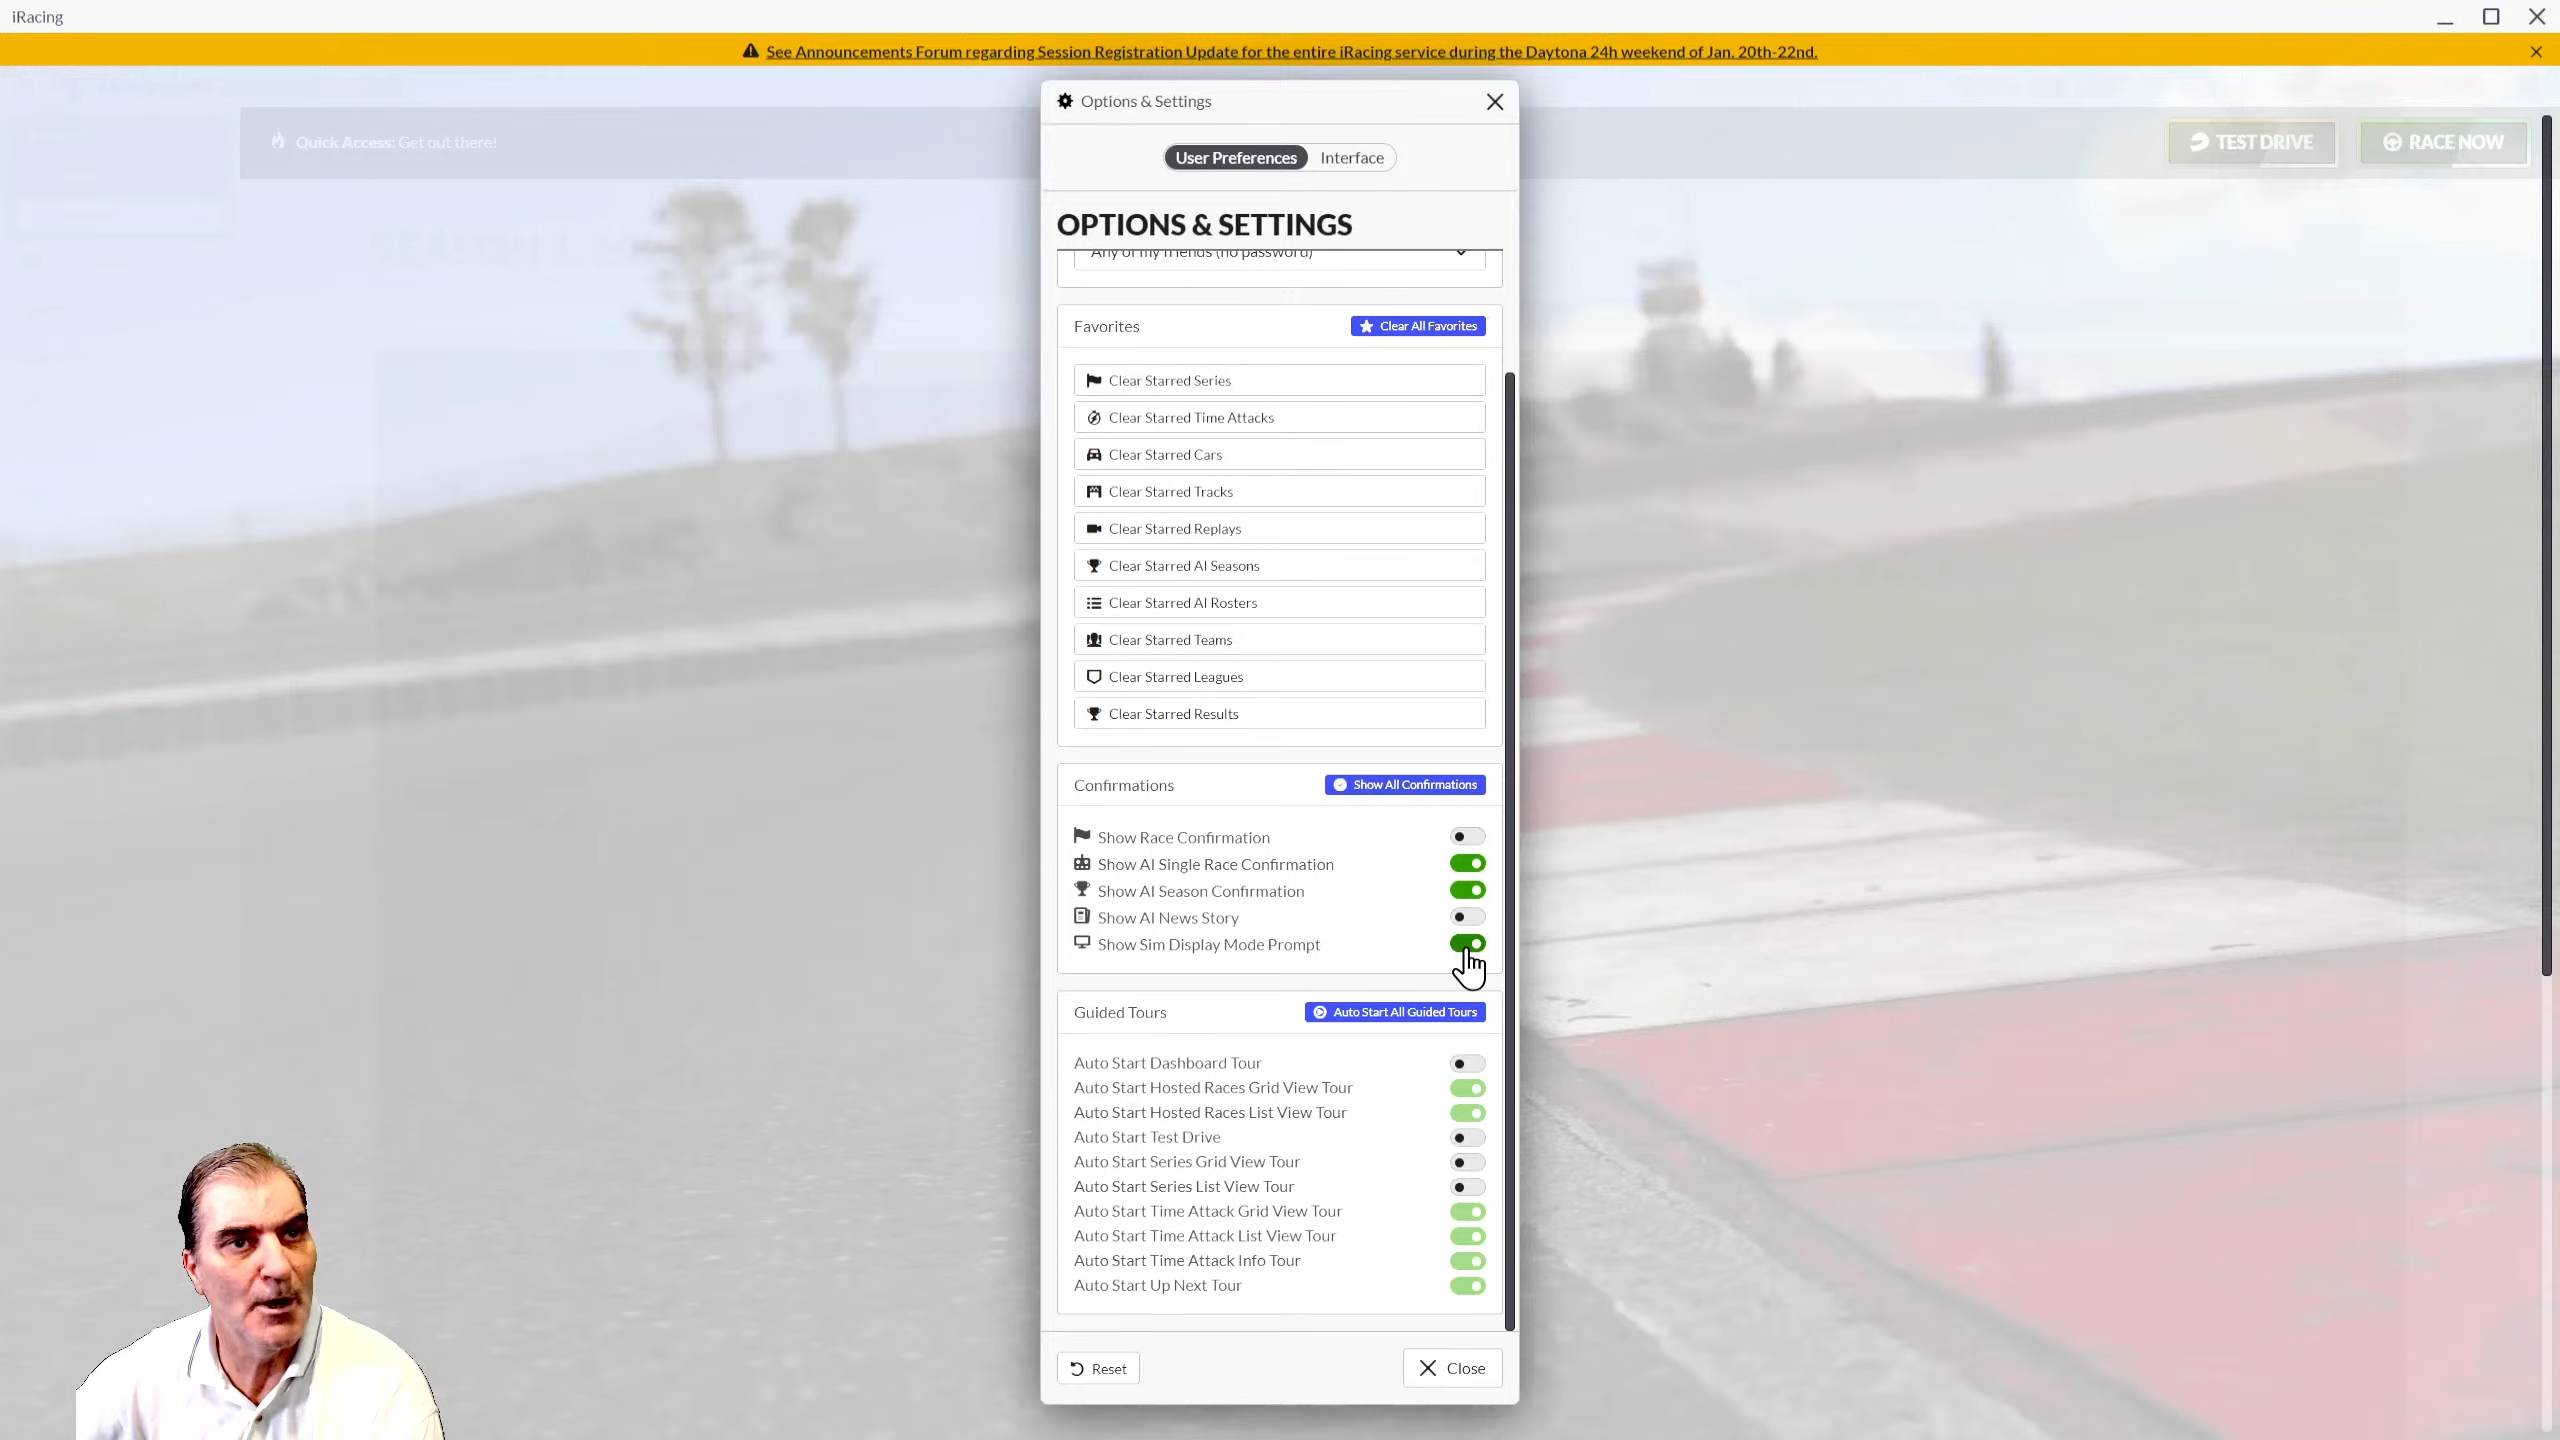 iRacing
See Announcements Forum regarding Session Registration Update for the entire iRacing service during the Daytona 24h weekend of Jan. 20th-22nd.
Options & Settings
Quick Access: Get out there!
TEST DRIVE
RACE NOW
User Preferences
Interface
OPTIONS & SETTINGS
Any of my friends (no password)
Favorites
Clear All Favorites
Clear Starred Series
Clear Starred Time Attacks
Clear Starred Cars
Clear Starred Tracks
Clear Starred Replays
Clear Starred AI Seasons
Clear Starred AI Rosters
Clear Starred Teams
Clear Starred Leagues
Clear Starred Results
Confirmations
Show All Confirmations
Show Race Confirmation
Show AI Single Race Confirmation
Show AI Season Confirmation
Show AI News Story
Show Sim Display Mode Prompt
Guided Tours
Auto Start All Guided Tours
Auto Start Dashboard Tour
Auto Start Hosted Races Grid View Tour
Auto Start Hosted Races List View Tour
Auto Start Test Drive
Auto Start Series Grid View Tour
Auto Start Series List View Tour
Auto Start Time Attack Grid View Tour
Auto Start Time Attack List View Tour
Auto Start Time Attack Info Tour
Auto Start Up Next Tour
Reset
Close